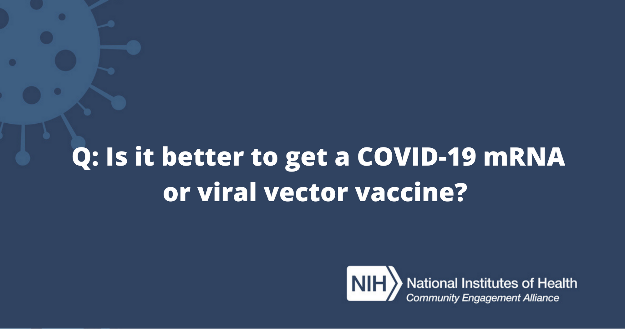 Q: Is it better to get a COVID-19 mRNA
or viral vector vaccine?
NIH
National Institutes of Health
Community Engagement Alliance